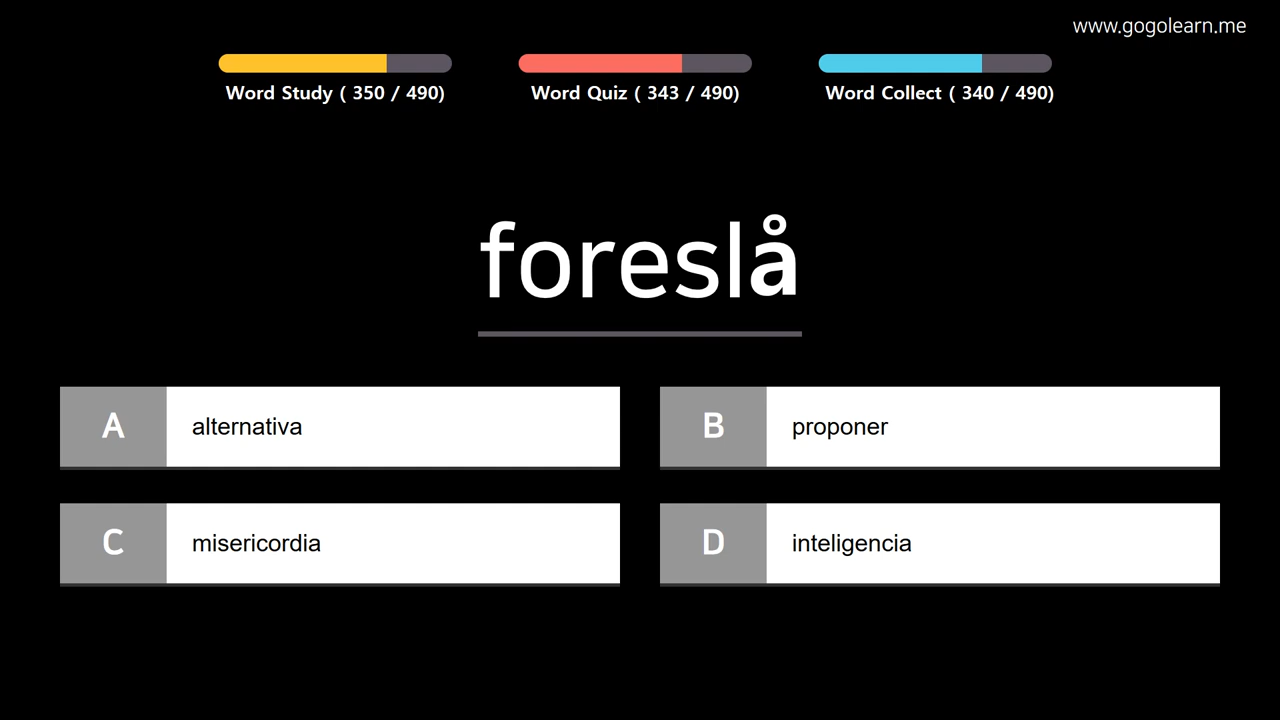 www.gogolearn.me
Word Study ( 350 / 490)
Word Quiz ( 343 / 490)
Word Collect ( 340 / 490)
foreslå
A
alternativa
B
proponer
C
misericordia
D
inteligencia